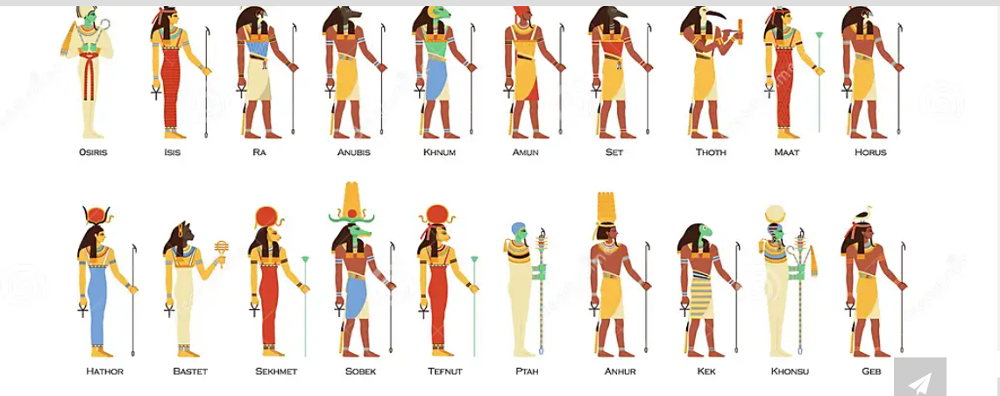 OSIRIS ISIS RA ANUBIS KHNUM AMUN SET THOTH MAAT HORUS
HATHOR BASTET SEKHMET SOBEK TEFNUT PTAH ANHUR KEK KHONSU GEB